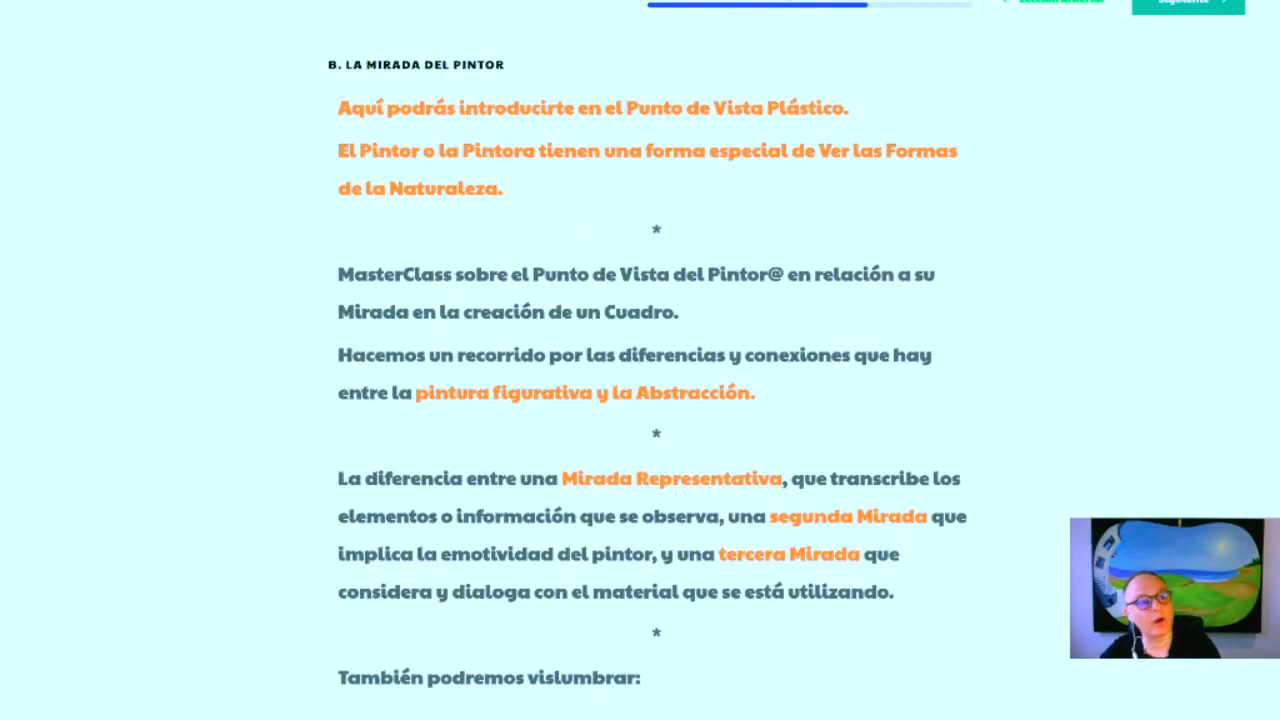 B. LA MIRADA DEL PINTOR
Aquí podrás introducirte en el Punto de Vista Plástico.
El Pintor o la Pintora tienen una forma especial de Ver las Formas
de la Naturaleza.
*
MasterClass sobre el Punto de Vista del Pintor@ en relación a su
Mirada en la creación de un Cuadro.
Hacemos un recorrido por las diferencias y conexiones que hay
entre la pintura figurativa y la Abstracción.
*
La diferencia entre una Mirada Representativa, que transcribe los
elementos o información que se observa, una segunda Mirada que
implica la emotividad del pintor, y una tercera Mirada que
considera y dialoga con el material que se está utilizando.
*
También podremos vislumbrar: